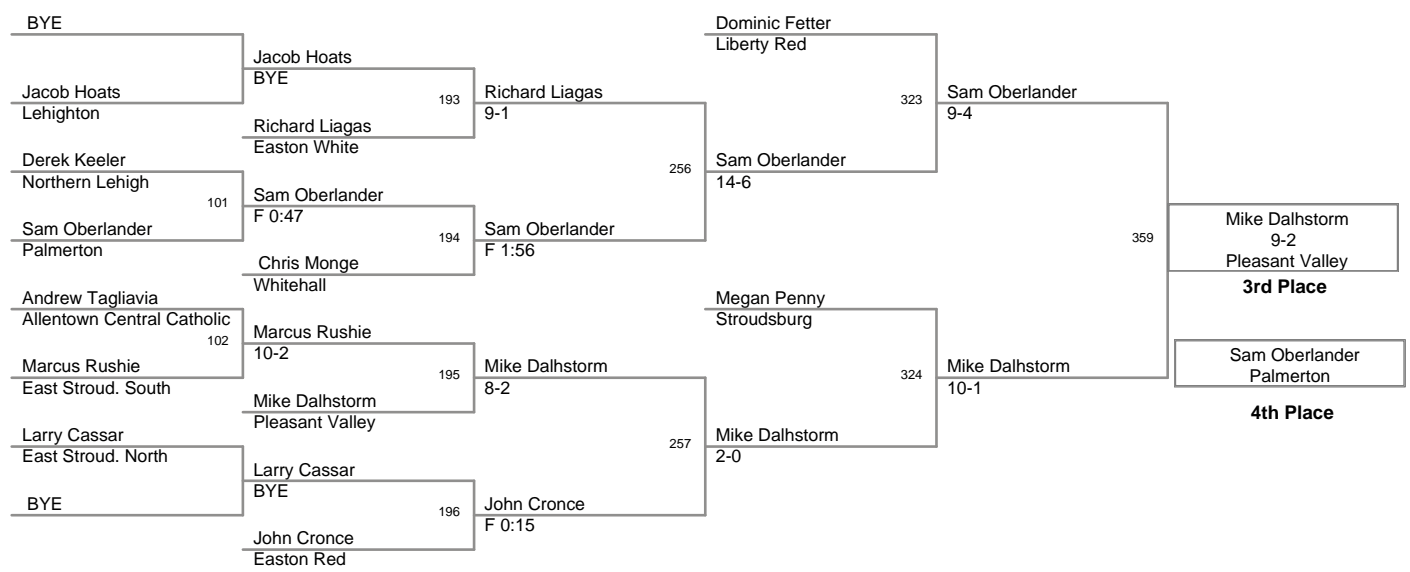 BYE
Jacob Hoats
Lehighton
Derek Keeler
Northern Lehigh
101
Sam Oberlander
Palmerton
Andrew Tagliavia
Allentown Central Catholic
102
Marcus Rushie
East Stroud. South
Larry Cassar
East Stroud. North
BYE
Jacob Hoats
BYE
193
Richard Liagas
Easton White
Sam Oberlander
F 0:47
194
Chris Monge
Whitehall
Marcus Rushie
10-2
195
Mike Dalhstorm
Pleasant Valley
Larry Cassar
BYE
196
John Cronce
Easton Red
Richard Liagas
9-1
256
Sam Oberlander
F 1:56
Mike Dalhstorm
8-2
257
John Cronce
F 0:15
Dominic Fetter
Liberty Red
323
Sam Oberlander
14-6
Megan Penny
Stroudsburg
324
Mike Dalhstorm
2-0
Sam Oberlander
9-4
359
Mike Dalhstorm
10-1
Mike Dalhstorm
9-2
Pleasant Valley
3rd Place
Sam Oberlander
Palmerton
4th Place